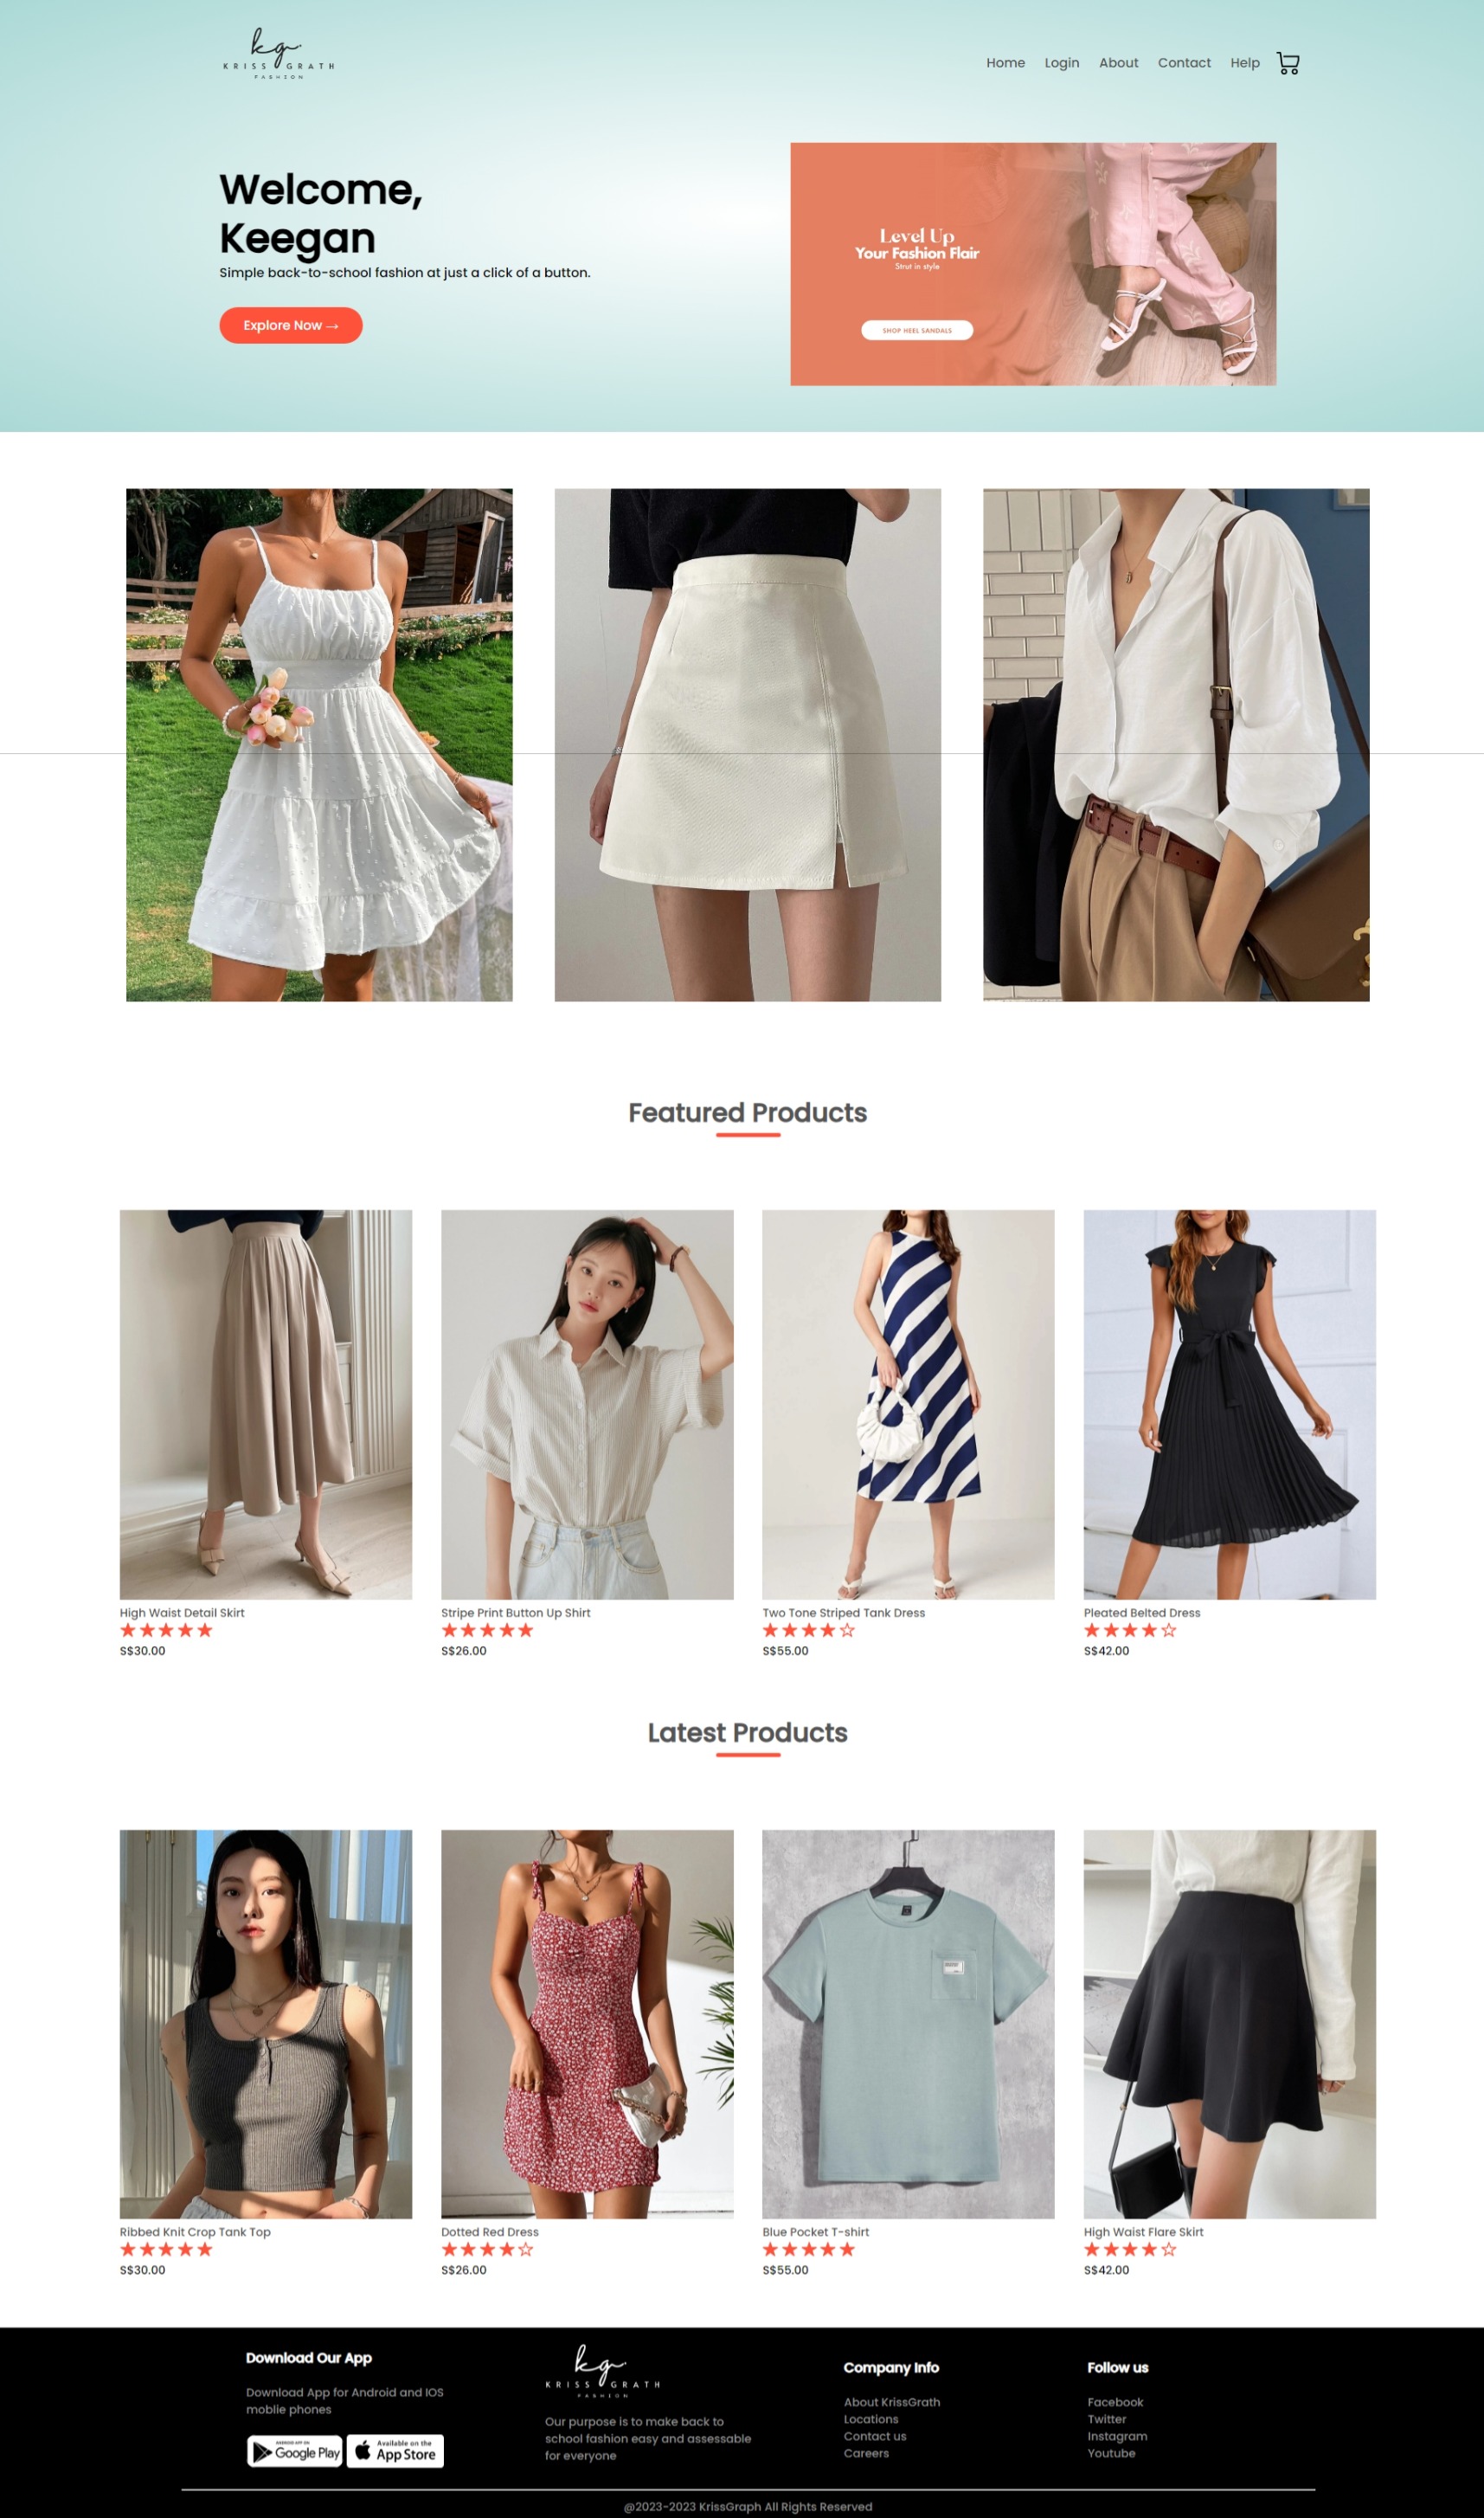 kg
KRISS GRATH
FASHION
Home Login About Contact Help
Welcome,
Keegan
Simple back-to-school fashion at just a click of a button.
Explore Now →
Level Up
Your Fashion Flair
Strut in style
SHOP HEEL SANDALS
Featured Products
High Waist Detail Skirt
S$30.00
Stripe Print Button Up Shirt
S$26.00
Two Tone Striped Tank Dress
S$55.00
Pleated Belted Dress
S$42.00
Latest Products
Ribbed Knit Crop Tank Top
S$30.00
Dotted Red Dress
S$26.00
Blue Pocket T-shirt
S$55.00
High Waist Flare Skirt
S$42.00
Download Our App
Download App for Android and IOS
moblie phones
ANDROID APP ON
Google Play
Available on the
App Store
kg
KRISS GRATH
FASHION
Our purpose is to make back to
school fashion easy and assessable
for everyone
Company Info
About KrissGrath
Locations
Contact us
Careers
Follow us
Facebook
Twitter
Instagram
Youtube
@2023-2023 KrissGraph All Rights Reserved